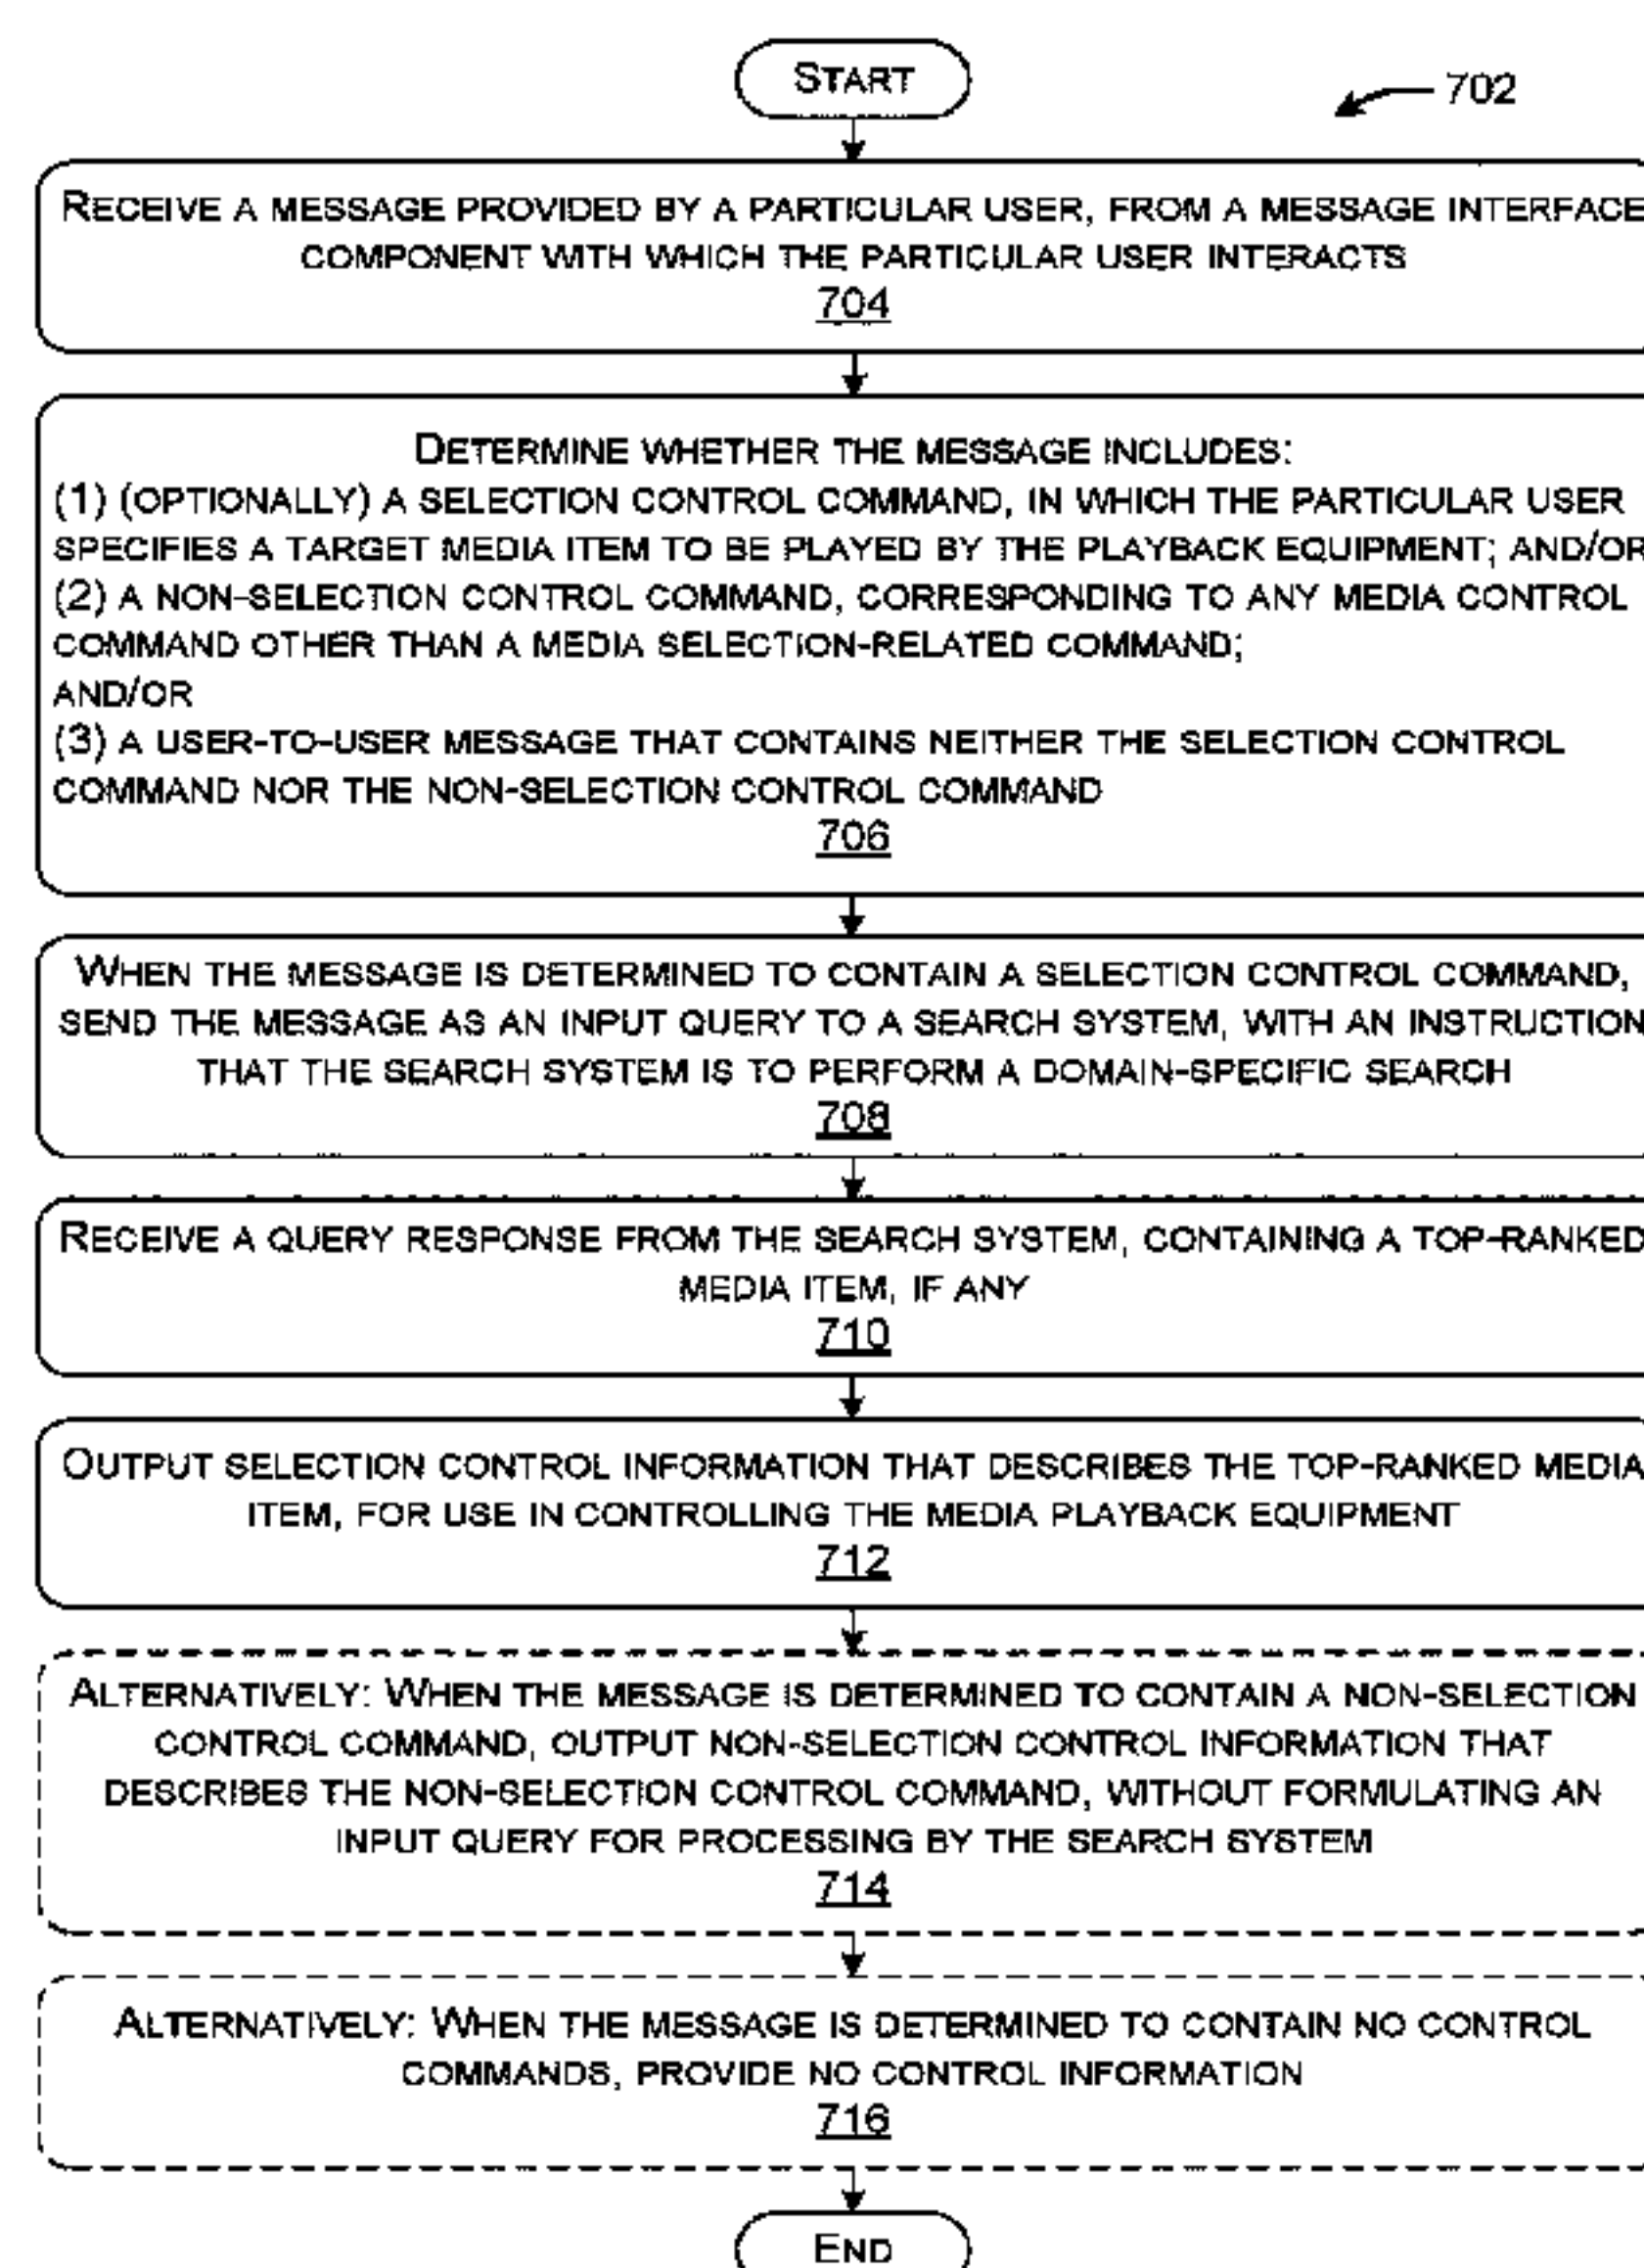 START
702
RECEIVE A MESSAGE PROVIDED BY A PARTICULAR USER, FROM A MESSAGE INTERFACE
COMPONENT WITH WHICH THE PARTICULAR USER INTERACTS
704
DETERMINE WHETHER THE MESSAGE INCLUDES:
(1) (OPTIONALLY) A SELECTION CONTROL COMMAND, IN WHICH THE PARTICULAR USER
SPECIFIES A TARGET MEDIA ITEM TO BE PLAYED BY THE PLAYBACK EQUIPMENT; AND/OR
(2) A NON-SELECTION CONTROL COMMAND, CORRESPONDING TO ANY MEDIA CONTROL
COMMAND OTHER THAN A MEDIA SELECTION-RELATED COMMAND;
AND/OR
(3) A USER-TO-USER MESSAGE THAT CONTAINS NEITHER THE SELECTION CONTROL
COMMAND NOR THE NON-SELECTION CONTROL COMMAND
706
WHEN THE MESSAGE IS DETERMINED TO CONTAIN A SELECTION CONTROL COMMAND,
SEND THE MESSAGE AS AN INPUT QUERY TO A SEARCH SYSTEM, WITH AN INSTRUCTION
THAT THE SEARCH SYSTEM IS TO PERFORM A DOMAIN-SPECIFIC SEARCH
708
RECEIVE A QUERY RESPONSE FROM THE SEARCH SYSTEM, CONTAINING A TOP-RANKED
MEDIA ITEM, IF ANY
710
OUTPUT SELECTION CONTROL INFORMATION THAT DESCRIBES THE TOP-RANKED MEDIA
ITEM, FOR USE IN CONTROLLING THE MEDIA PLAYBACK EQUIPMENT
712
ALTERNATIVELY: WHEN THE MESSAGE IS DETERMINED TO CONTAIN A NON-SELECTION
CONTROL COMMAND, OUTPUT NON-SELECTION CONTROL INFORMATION THAT
DESCRIBES THE NON-SELECTION CONTROL COMMAND, WITHOUT FORMULATING AN
INPUT QUERY FOR PROCESSING BY THE SEARCH SYSTEM
714
ALTERNATIVELY: WHEN THE MESSAGE IS DETERMINED TO CONTAIN NO CONTROL
COMMANDS, PROVIDE NO CONTROL INFORMATION
716
END